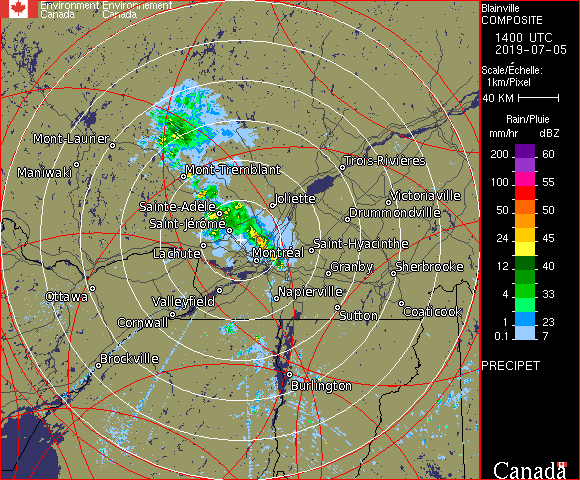 Environment Environnement
Canada Canada
Blainville
COMPOSITE
1400 UTC
2019-07-05
Scale/Échelle:
1km/Pixel
40 KM
Rain/Pluie
mm/hr dBZ
200 60
100 55
50 50
24 45
12 40
4 33
1 23
0.1 7
PRECIPET
Canada
Mont-Laurier
Maniwaki
Mont-Tremblant
Trois-Rivieres
Joliette
Victoriaville
Sainte-Adele
Drummondville
Saint-Jérôme
Saint-Hyacinthe
Lachute
Montréal
Granby
Sherbrooke
Ottawa
Valleyfield
Napierville
Coaticook
Cornwall
Sutton
Brockville
Burlington